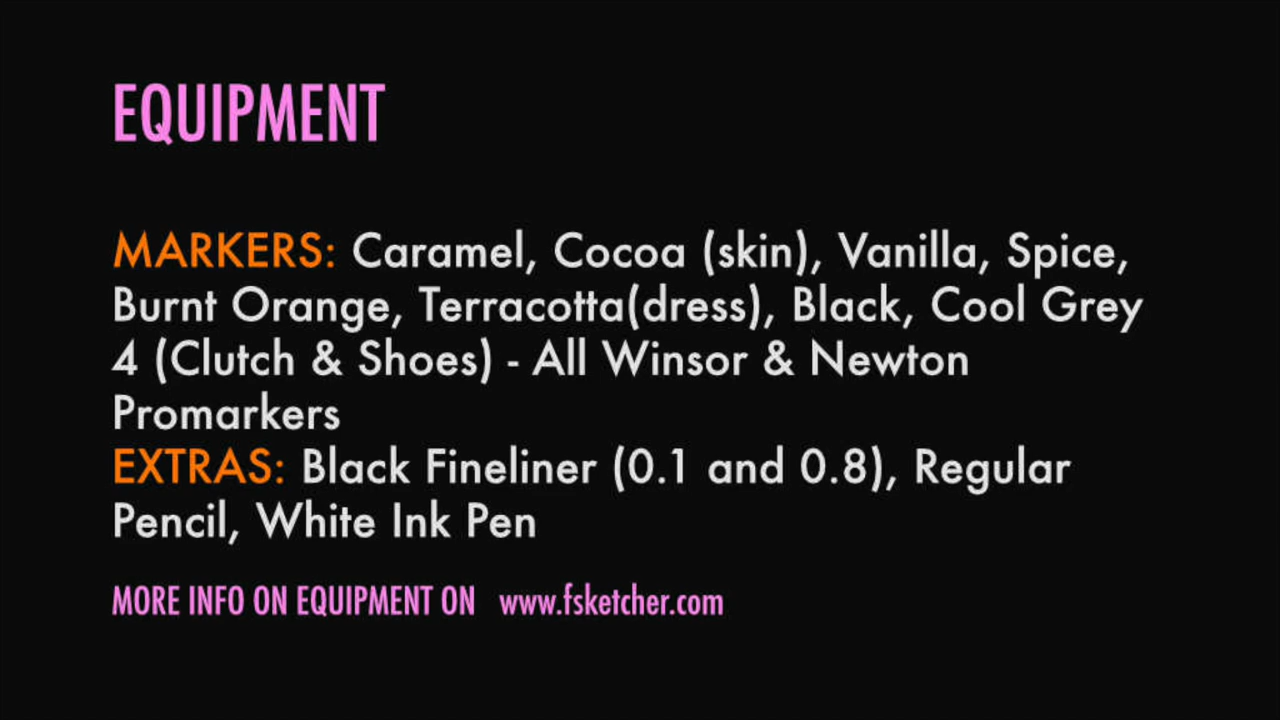 EQUIPMENT
MARKERS: Caramel, Cocoa (skin), Vanilla, Spice,
Burnt Orange, Terracotta(dress), Black, Cool Grey
4 (Clutch & Shoes) - All Winsor & Newton
Promarkers
EXTRAS: Black Fineliner (0.1 and 0.8), Regular
Pencil, White Ink Pen
MORE INFO ON EQUIPMENT ON www.fsketcher.com